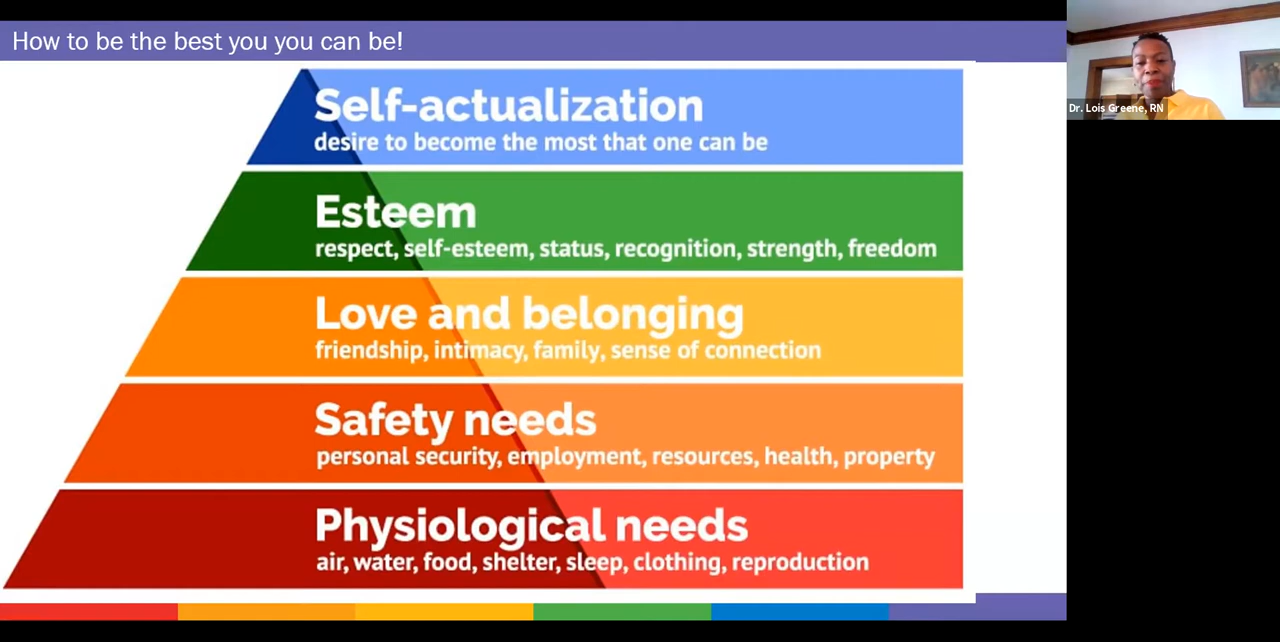 How to be the best you you can be!
Dr. Lois Greene, RN
Self-actualization
desire to become the most that one can be
Esteem
respect, self-esteem, status, recognition, strength, freedom
Love and belonging
friendship, intimacy, family, sense of connection
Safety needs
personal security, employment, resources, health, property
Physiological needs
air, water, food, shelter, sleep, clothing, reproduction